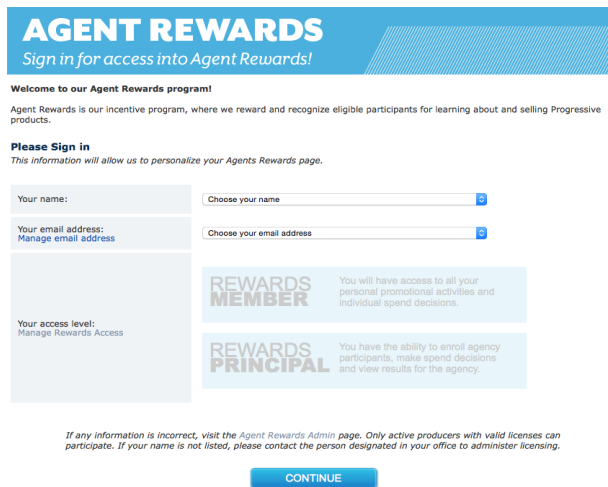 AGENT REWARDS
Sign in for access into Agent Rewards!
Welcome to our Agent Rewards program!
Agent Rewards is our incentive program, where we reward and recognize eligible participants for learning about and selling Progressive
products.
Please Sign in
This information will allow us to personalize your Agents Rewards page.
Your name:
Choose your name
Your email address:
Manage email address
Choose your email address
Your access level:
Manage Rewards Access
REWARDS
MEMBER
You will have access to all your
personal promotional activities and
individual spend decisions.
REWARDS
PRINCIPAL
You have the ability to enroll agency
participants, make spend decisions
and view results for the agency.
If any information is incorrect, visit the Agent Rewards Admin page. Only active producers with valid licenses can
participate. If your name is not listed, please contact the person designated in your office to administer licensing.
CONTINUE